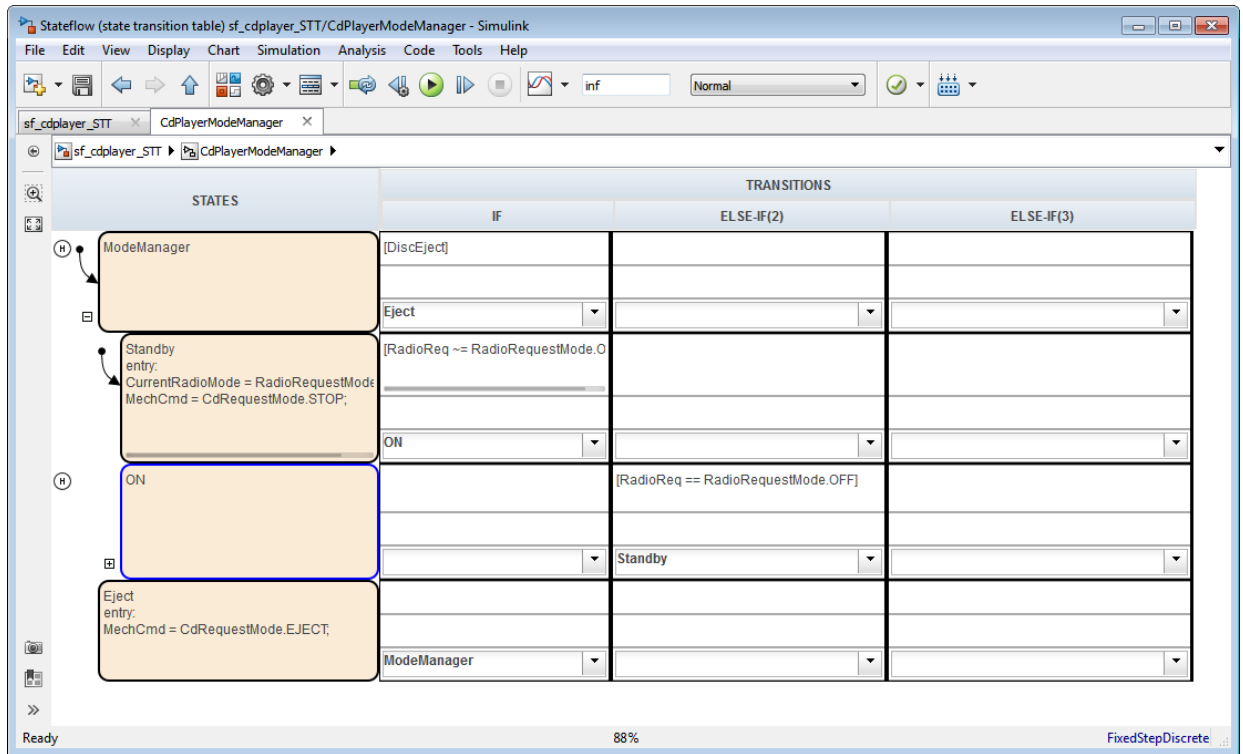 Stateflow (state transition table) sf_cdplayer_STT/CdPlayerModeManager - Simulink
File Edit View Display Chart Simulation Analysis Code Tools Help
inf Normal
sf_cdplayer_STT CdPlayerModeManager
sf_cdplayer_STT CdPlayerModeManager
STATES TRANSITIONS
IF ELSE-IF(2) ELSE-IF(3)
H ModeManager [DiscEject]
Eject
Standby [RadioReq ~= RadioRequestMode.O
entry:
CurrentRadioMode = RadioRequestMode
MechCmd = CdRequestMode.STOP;
ON
H ON [RadioReq == RadioRequestMode.OFF]
Standby
Eject
entry:
MechCmd = CdRequestMode.EJECT;
ModeManager
Ready 88% FixedStepDiscrete